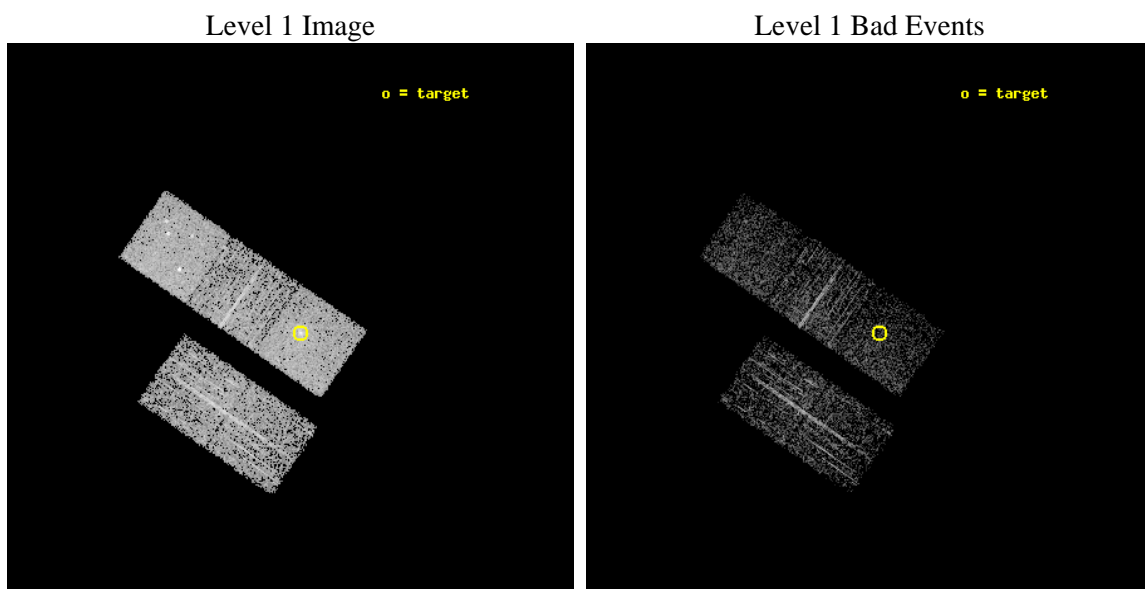 Level 1 Image
Level 1 Bad Events
o = target
o = target